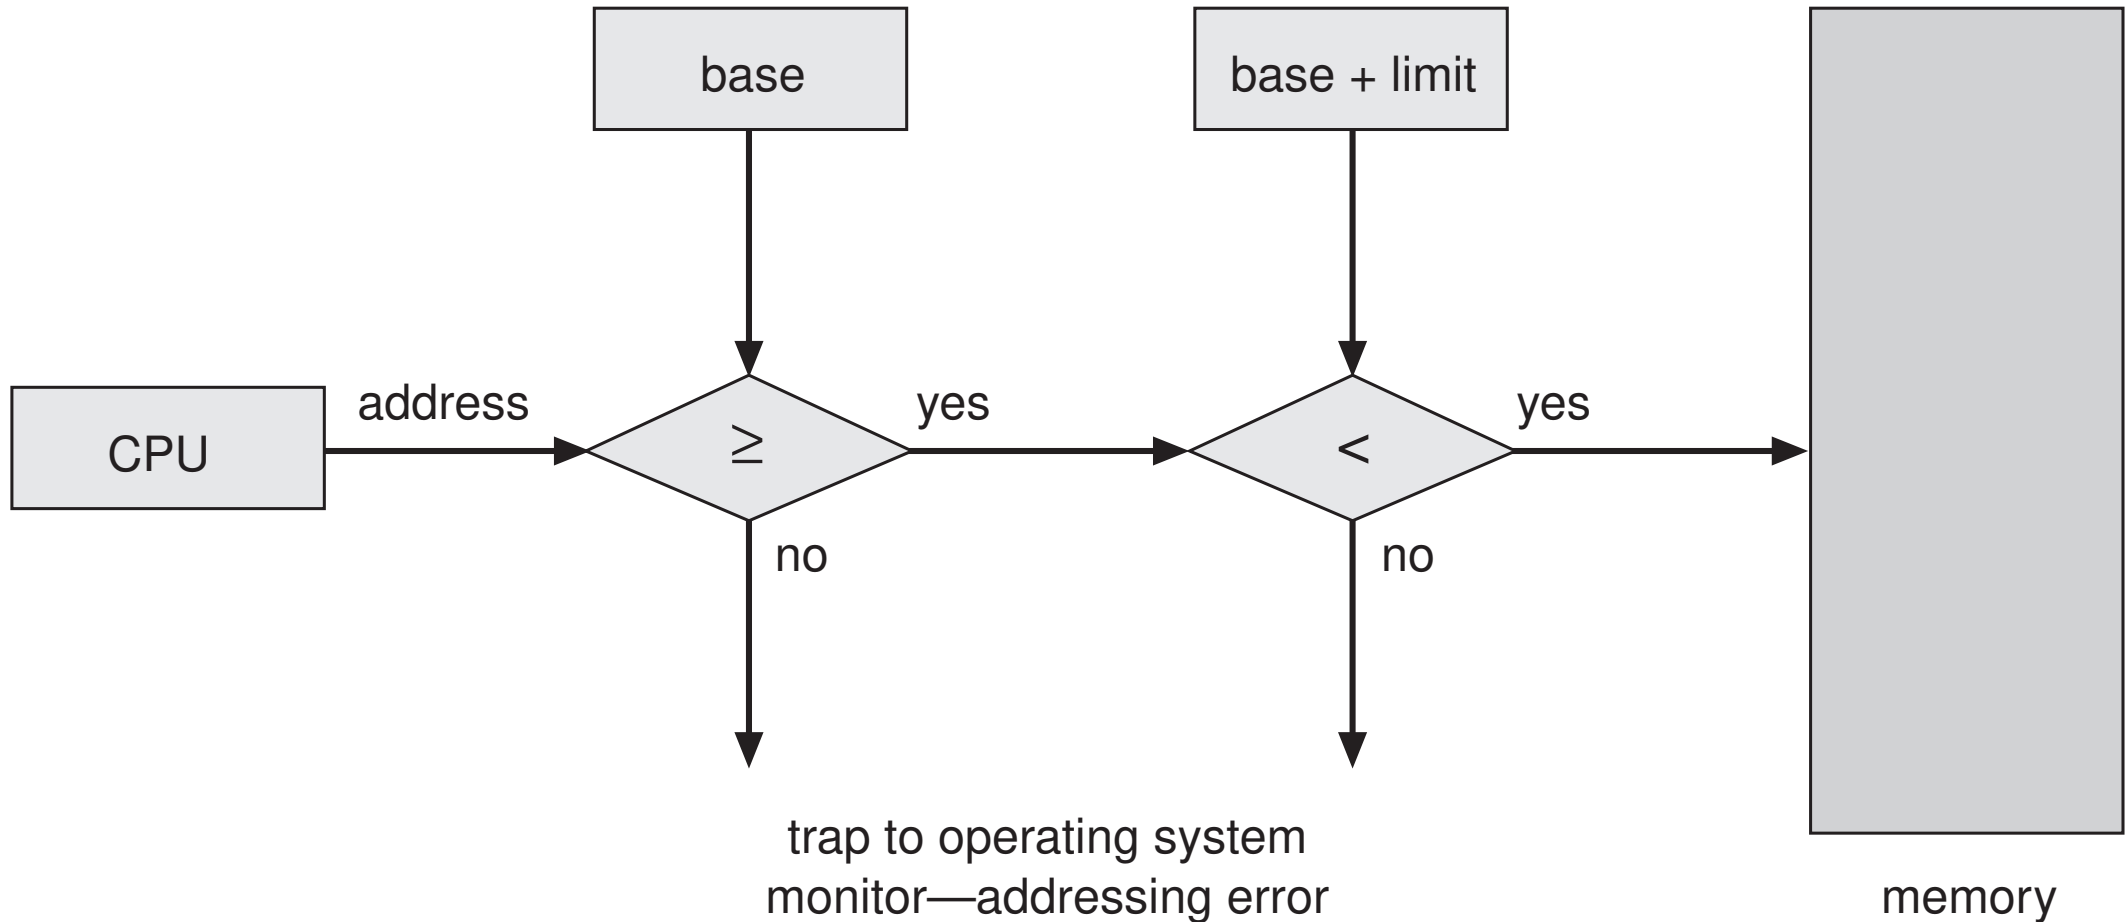 base
base + limit
address
yes
yes
CPU
≥
<
no
no
trap to operating system
monitor—addressing error
memory